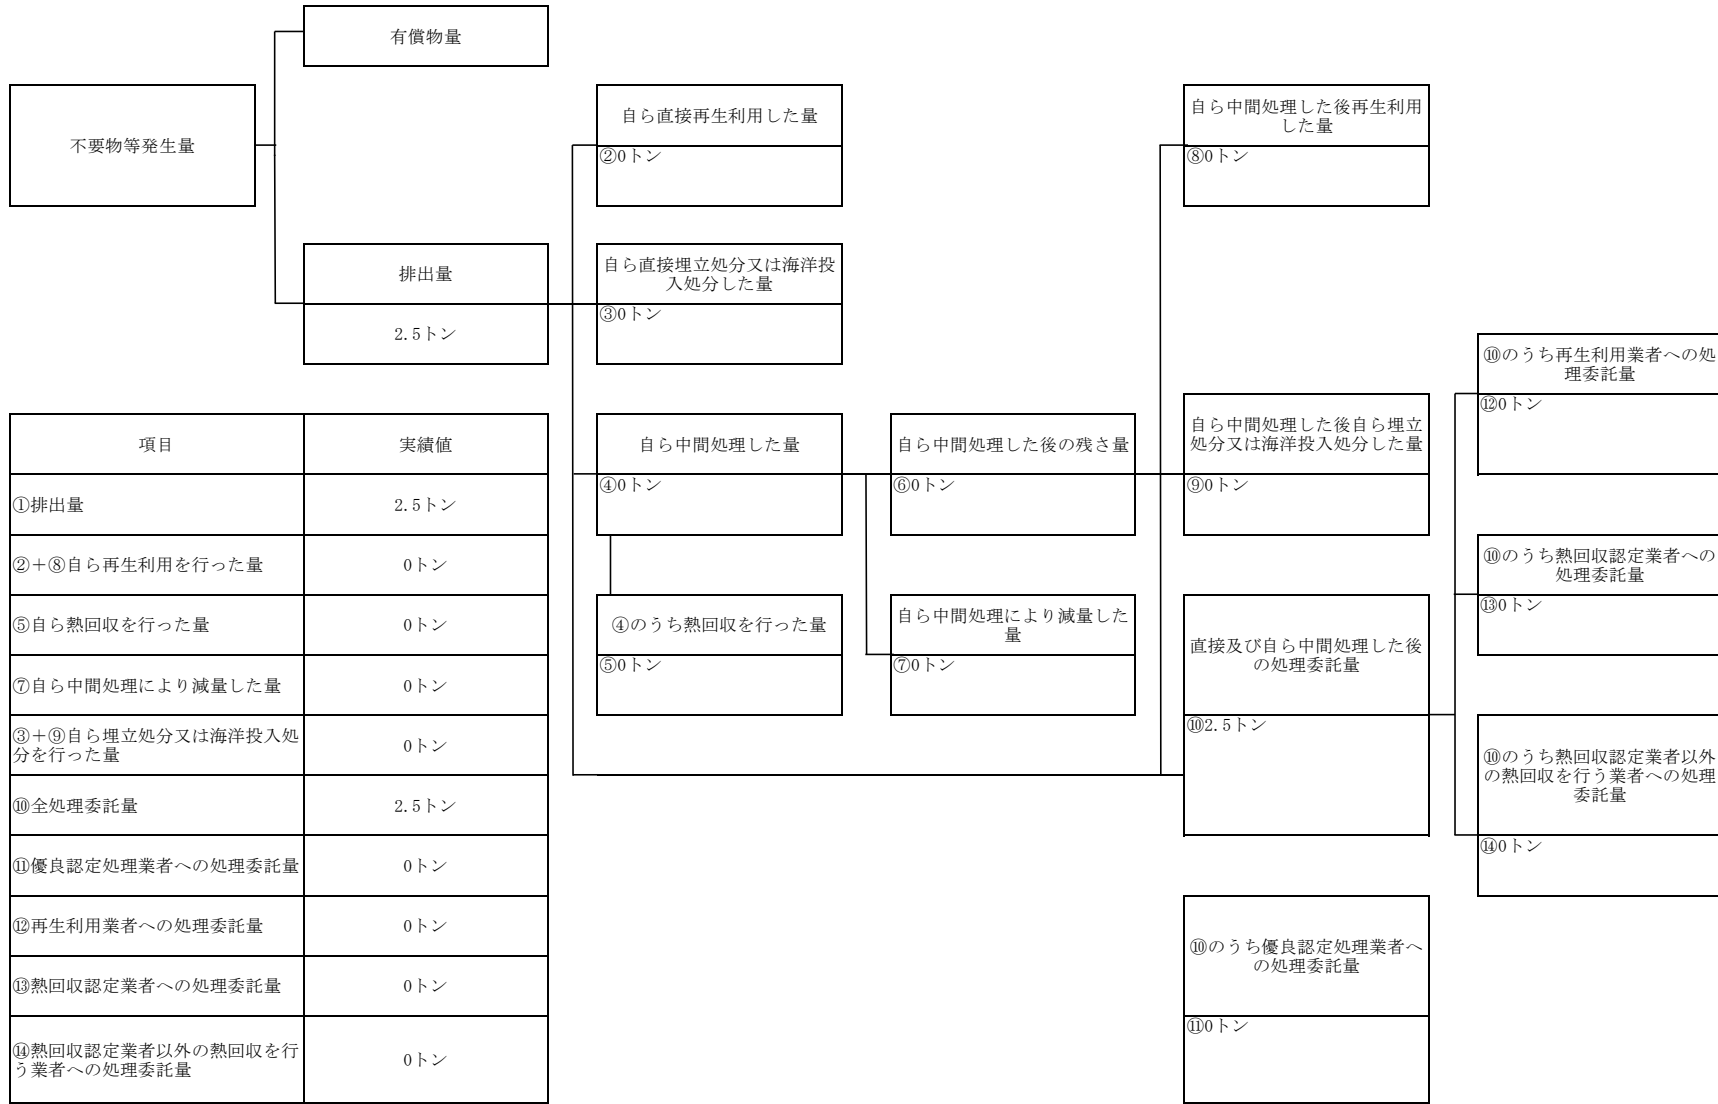 有償物量
不要物等発生量
排出量
2.5トン
自ら直接再生利用した量
②0トン
自ら直接埋立処分又は海洋投
入処分した量
③0トン
自ら中間処理した量
④0トン
④のうち熱回収を行った量
⑤0トン
自ら中間処理した後の残さ量
⑥0トン
自ら中間処理により減量した
量
⑦0トン
自ら中間処理した後再生利用
した量
⑧0トン
自ら中間処理した後自ら埋立
処分又は海洋投入処分した量
⑨0トン
直接及び自ら中間処理した後
の処理委託量
⑩2.5トン
⑩のうち優良認定処理業者へ
の処理委託量
⑪0トン
⑩のうち再生利用業者への処
理委託量
⑫0トン
⑩のうち熱回収認定業者への
処理委託量
⑬0トン
⑩のうち熱回収認定業者以外
の熱回収を行う業者への処理
委託量
⑭0トン
項目 実績値
①排出量 2.5トン
②+⑧自ら再生利用を行った量 0トン
⑤自ら熱回収を行った量 0トン
⑦自ら中間処理により減量した量 0トン
③+⑨自ら埋立処分又は海洋投入処
分を行った量 0トン
⑩全処理委託量 2.5トン
⑪優良認定処理業者への処理委託量 0トン
⑫再生利用業者への処理委託量 0トン
⑬熱回収認定業者への処理委託量 0トン
⑭熱回収認定業者以外の熱回収を行
う業者への処理委託量 0トン